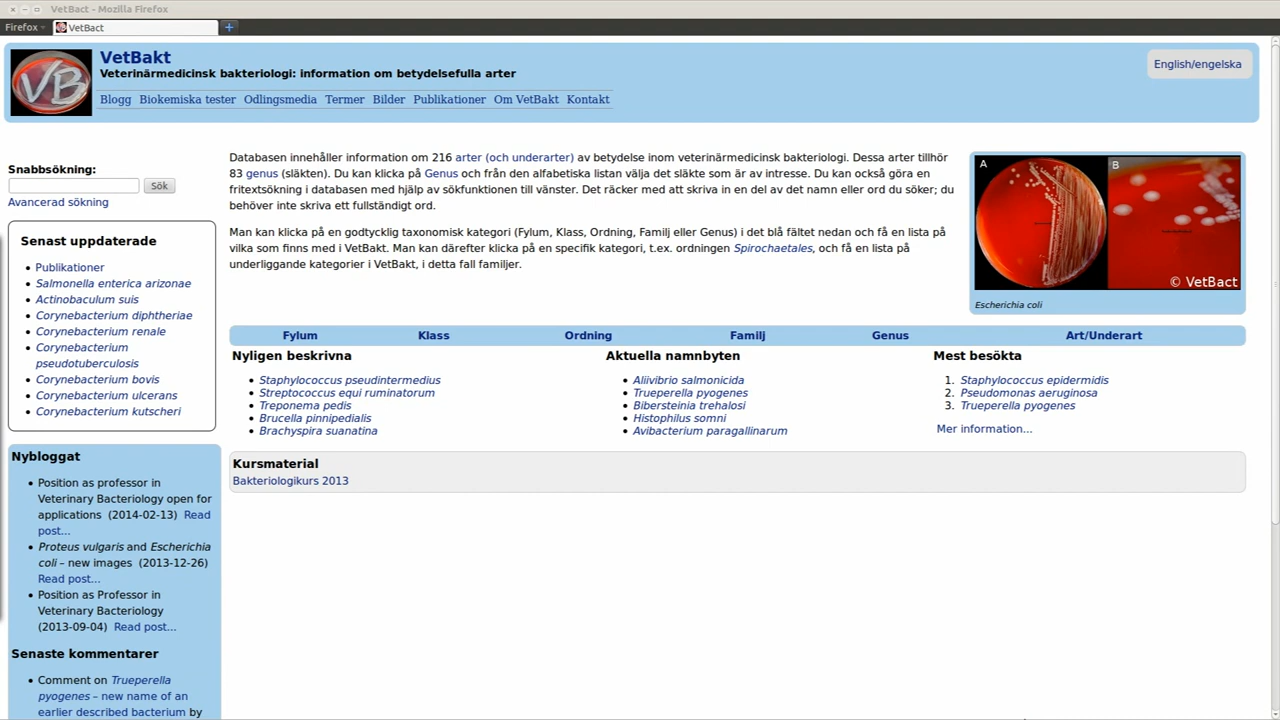 VetBact - Mozilla Firefox
Firefox
VetBact
VB
VetBakt
Veterinärmedicinsk bakteriologi: information om betydelsefulla arter
English/engelska
Blogg Biokemiska tester Odlingsmedia Termer Bilder Publikationer Om VetBakt Kontakt
Snabbsökning:
Sök
Avancerad sökning
Senast uppdaterade
Publikationer
Salmonella enterica arizonae
Actinobaculum suis
Corynebacterium diphtheriae
Corynebacterium renale
Corynebacterium
pseudotuberculosis
Corynebacterium bovis
Corynebacterium ulcerans
Corynebacterium kutscheri
Nybloggat
Position as professor in
Veterinary Bacteriology open for
applications (2014-02-13) Read
post...
Proteus vulgaris and Escherichia
coli – new images (2013-12-26)
Read post...
Position as Professor in
Veterinary Bacteriology
(2013-09-04) Read post...
Senaste kommentarer
Comment on Trueperella
pyogenes – new name of an
earlier described bacterium by
Databasen innehåller information om 216 arter (och underarter) av betydelse inom veterinärmedicinsk bakteriologi. Dessa arter tillhör
83 genus (släkten). Du kan klicka på Genus och från den alfabetiska listan välja det släkte som är av intresse. Du kan också göra en
fritextsökning i databasen med hjälp av sökfunktionen till vänster. Det räcker med att skriva in en del av det namn eller ord du söker; du
behöver inte skriva ett fullständigt ord.
Man kan klicka på en godtycklig taxonomisk kategori (Fylum, Klass, Ordning, Familj eller Genus) i det blå fältet nedan och få en lista på
vilka som finns med i VetBakt. Man kan därefter klicka på en specifik kategori, t.ex. ordningen Spirochaetales, och få en lista på
underliggande kategorier i VetBakt, i detta fall familjer.
A
B
© VetBact
Escherichia coli
Fylum Klass Ordning Familj Genus Art/Underart
Nyligen beskrivna
Staphylococcus pseudintermedius
Streptococcus equi ruminatorum
Treponema pedis
Brucella pinnipedialis
Brachyspira suanatina
Aktuella namnbyten
Aliivibrio salmonicida
Trueperella pyogenes
Bibersteinia trehalosi
Histophilus somni
Avibacterium paragallinarum
Mest besökta
1. Staphylococcus epidermidis
2. Pseudomonas aeruginosa
3. Trueperella pyogenes
Mer information...
Kursmaterial
Bakteriologikurs 2013